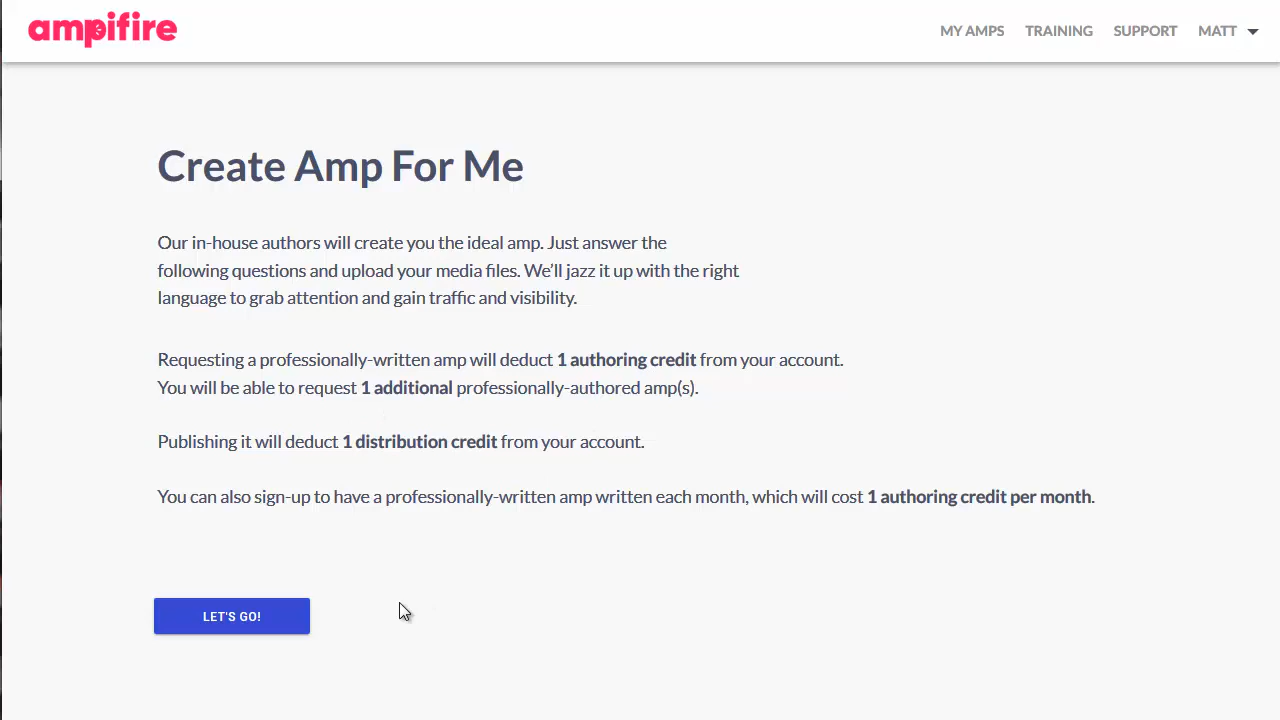 ampifire
MY AMPS TRAINING SUPPORT MATT
Create Amp For Me
Our in-house authors will create you the ideal amp. Just answer the
following questions and upload your media files. We'll jazz it up with the right
language to grab attention and gain traffic and visibility.
Requesting a professionally-written amp will deduct 1 authoring credit from your account.
You will be able to request 1 additional professionally-authored amp(s).
Publishing it will deduct 1 distribution credit from your account.
You can also sign-up to have a professionally-written amp written each month, which will cost 1 authoring credit per month.
LET'S GO!